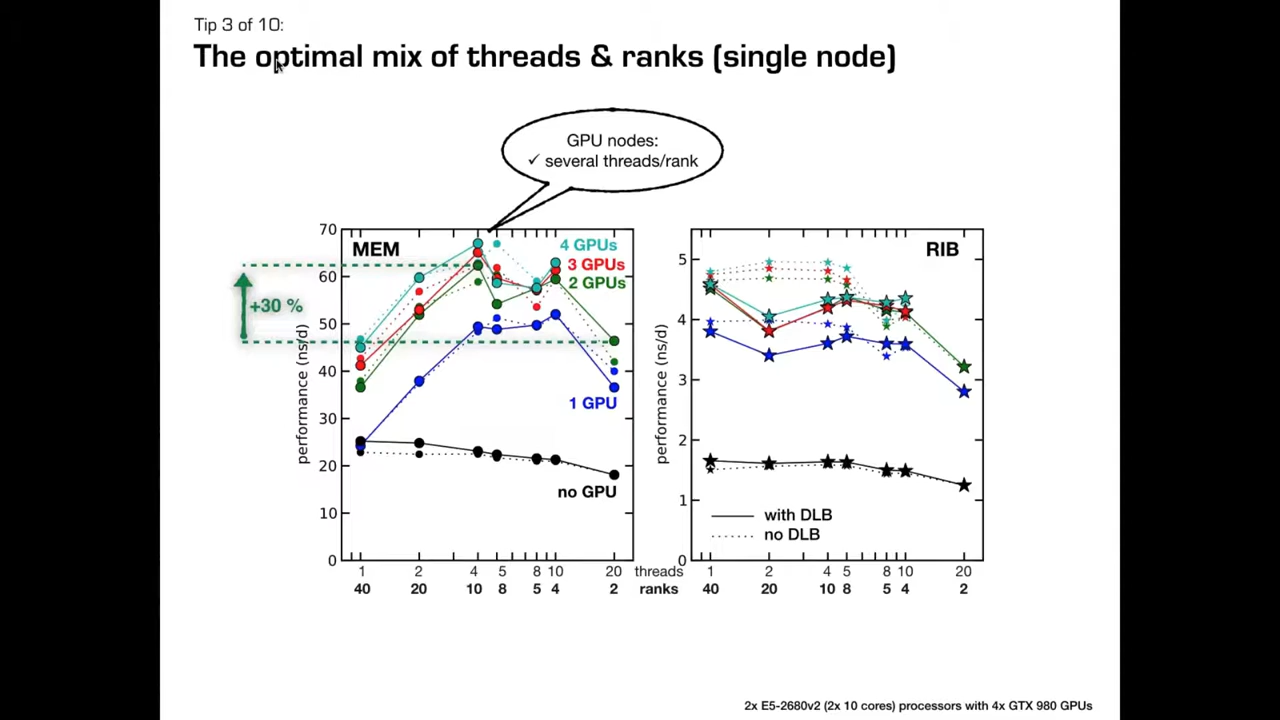 Tip 3 of 10:
The optimal mix of threads & ranks (single node)
GPU nodes:
✓ several threads/rank
+30 %
performance (ns/d)
70
60
50
40
30
20
10
0
MEM
4 GPUs
3 GPUs
2 GPUs
1 GPU
no GPU
1 2 4 5 8 10 20 threads
40 20 10 8 5 4 2 ranks
performance (ns/d)
5
4
3
2
1
0
RIB
with DLB
no DLB
1 2 4 5 8 10 20
40 20 10 8 5 4 2
2x E5-2680v2 (2x 10 cores) processors with 4x GTX 980 GPUs